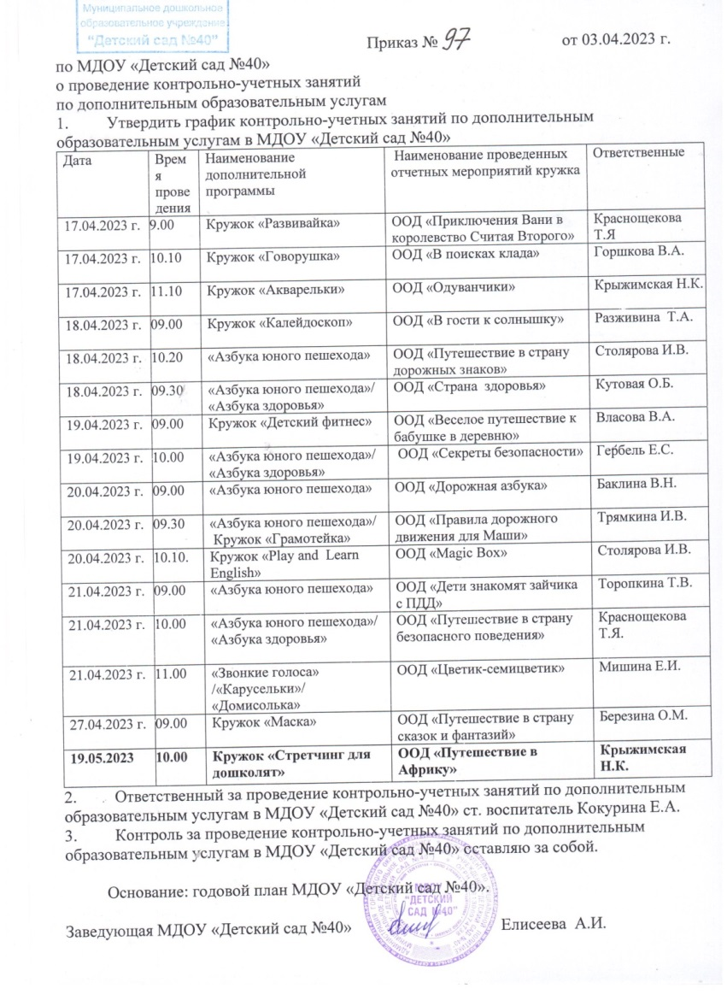 Муниципальное дошкольное
образовательное учреждение
"Детский сад №40"
Приказ № 97 от 03.04.2023 г.
по МДОУ «Детский сад №40»
о проведение контрольно-учетных занятий
по дополнительным образовательным услугам
1. Утвердить график контрольно-учетных занятий по дополнительным
образовательным услугам в МДОУ «Детский сад №40»
Дата Врем Наименование Наименование проведенных Ответственные
я дополнительной отчетных мероприятий кружка
прове программы
дения
17.04.2023 г. 9.00 Кружок «Развивайка» ООД «Приключения Вани в Краснощекова
королевство Считая Второго» Т.Я
17.04.2023 г. 10.10 Кружок «Говорушка» ООД «В поисках клада» Горшкова В.А.
17.04.2023 г. 11.10 Кружок «Акварельки» ООД «Одуванчики» Крыжимская Н.К.
18.04.2023 г. 09.00 Кружок «Калейдоскоп» ООД «В гости к солнышку» Разживина Т.А.
18.04.2023 г. 10.20 «Азбука юного пешехода» ООД «Путешествие в страну Столярова И.В.
дорожных знаков»
18.04.2023 г. 09.30 «Азбука юного пешехода»/ ООД «Страна здоровья» Кутовая О.Б.
«Азбука здоровья»
19.04.2023 г. 09.00 Кружок «Детский фитнес» ООД «Веселое путешествие к Власова В.А.
бабушке в деревню»
19.04.2023 г. 10.00 «Азбука юного пешехода»/ ООД «Секреты безопасности» Гербель Е.С.
«Азбука здоровья»
20.04.2023 г. 09.00 «Азбука юного пешехода» ООД «Дорожная азбука» Баклина В.Н.
20.04.2023 г. 09.30 «Азбука юного пешехода»/ ООД «Правила дорожного Трямкина И.В.
Кружок «Грамотейка» движения для Маши»
20.04.2023 г. 10.10. Кружок «Play and Learn ООД «Magic Box» Столярова И.В.
English»
21.04.2023 г. 09.00 «Азбука юного пешехода» ООД «Дети знакомят зайчика Торопкина Т.В.
с ПДД»
21.04.2023 г. 10.00 «Азбука юного пешехода»/ ООД «Путешествие в страну Краснощекова
«Азбука здоровья» безопасного поведения» Т.Я.
21.04.2023 г. 11.00 «Звонкие голоса» ООД «Цветик-семицветик» Мишина Е.И.
/«Карусельки»/
«Домисолька»
27.04.2023 г. 09.00 Кружок «Маска» ООД «Путешествие в страну Березина О.М.
сказок и фантазий»
19.05.2023 10.00 Кружок «Стретчинг для ООД «Путешествие в Крыжимская
дошколят» Африку» Н.К.
2. Ответственный за проведение контрольно-учетных занятий по дополнительным
образовательным услугам в МДОУ «Детский сад №40» ст. воспитатель Кокурина Е.А.
3. Контроль за проведение контрольно-учетных занятий по дополнительным
образовательным услугам в МДОУ «Детский сад №40» оставляю за собой.
Основание: годовой план МДОУ «Детский сад №40».
МДОУ
"ДЕТСКИЙ
САД №40"
Заведующая МДОУ «Детский сад №40» Елисеева А.И.